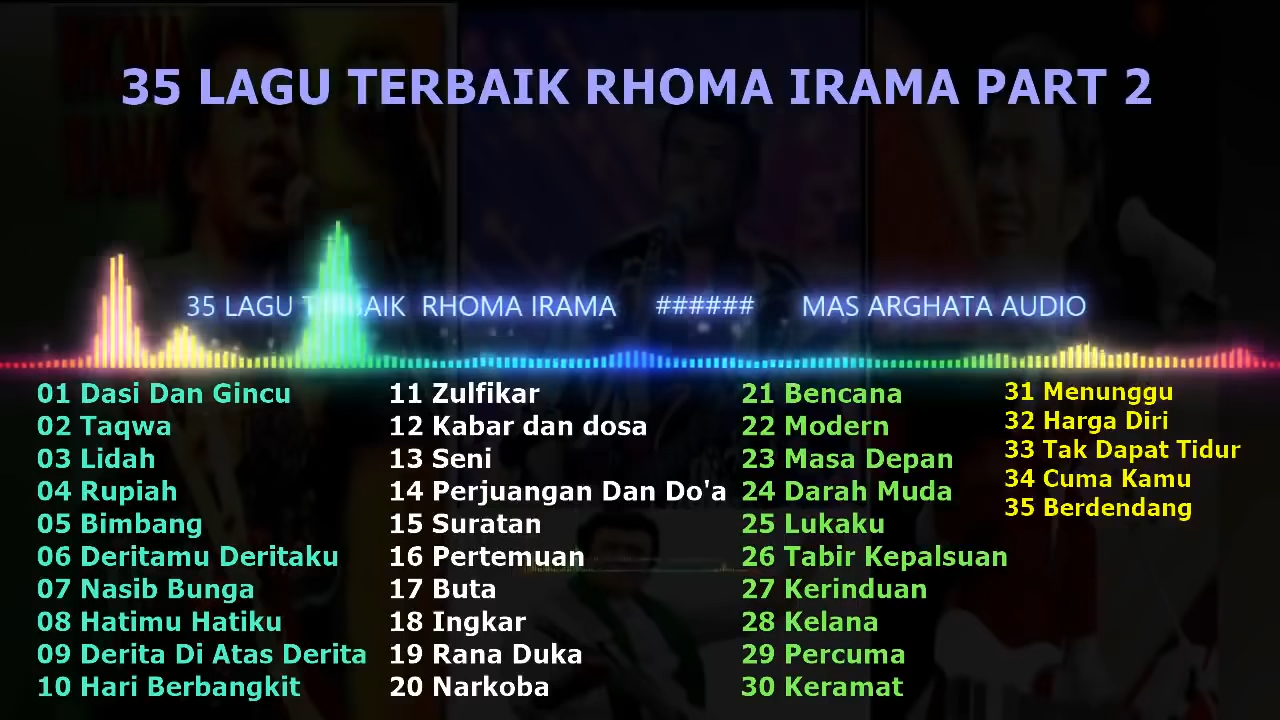 35 LAGU TERBAIK RHOMA IRAMA PART 2
35 LAGU TERBAIK RHOMA IRAMA ###### MAS ARGHATA AUDIO
01 Dasi Dan Gincu
02 Taqwa
03 Lidah
04 Rupiah
05 Bimbang
06 Deritamu Deritaku
07 Nasib Bunga
08 Hatimu Hatiku
09 Derita Di Atas Derita
10 Hari Berbangkit
11 Zulfikar
12 Kabar dan dosa
13 Seni
14 Perjuangan Dan Do'a
15 Suratan
16 Pertemuan
17 Buta
18 Ingkar
19 Rana Duka
20 Narkoba
21 Bencana
22 Modern
23 Masa Depan
24 Darah Muda
25 Lukaku
26 Tabir Kepalsuan
27 Kerinduan
28 Kelana
29 Percuma
30 Keramat
31 Menunggu
32 Harga Diri
33 Tak Dapat Tidur
34 Cuma Kamu
35 Berdendang